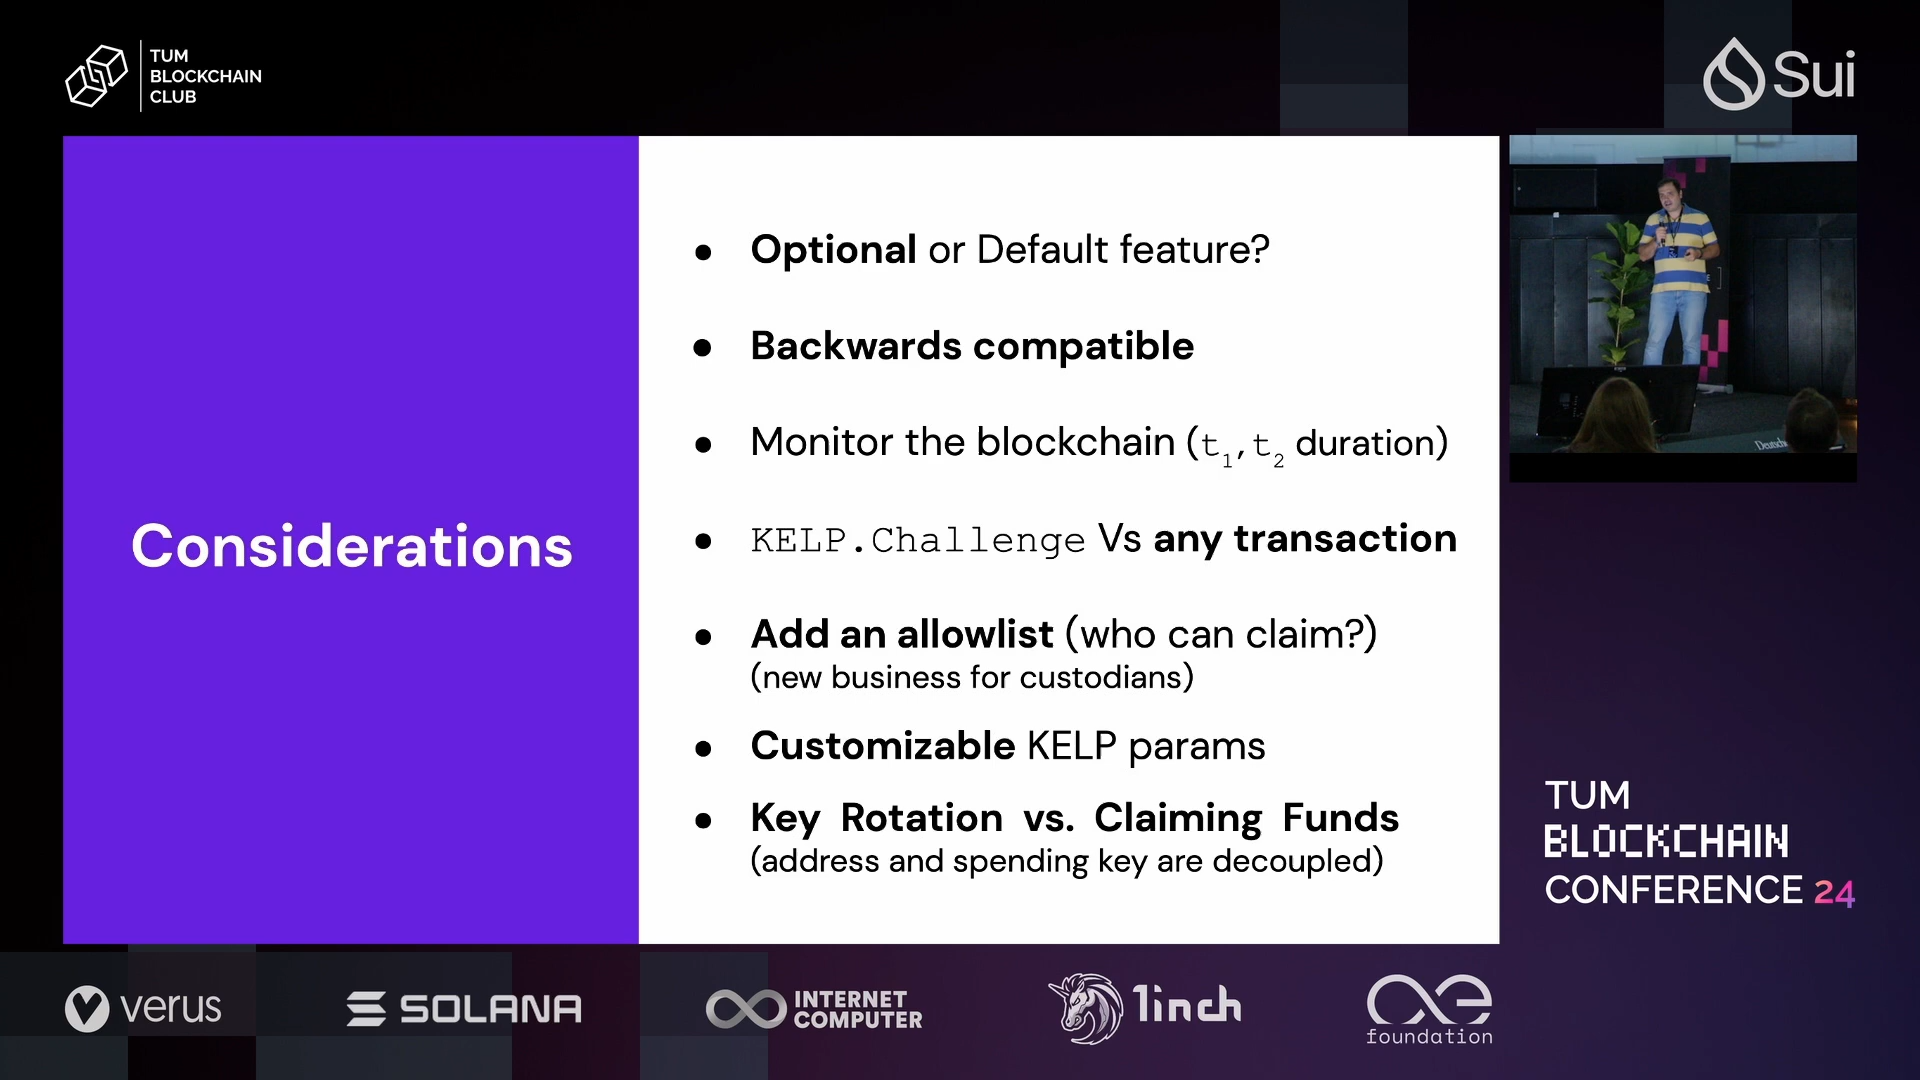 TUM
BLOCKCHAIN
CLUB
Sui
Considerations
● Optional or Default feature?
● Backwards compatible
● Monitor the blockchain (t₁, t₂ duration)
● KELP.Challenge Vs any transaction
● Add an allowlist (who can claim?)
(new business for custodians)
● Customizable KELP params
● Key Rotation vs. Claiming Funds
(address and spending key are decoupled)
Deutsche
TUM
BLOCKCHAIN
CONFERENCE 24
verus
SOLANA
INTERNET
COMPUTER
1inch
ae
foundation